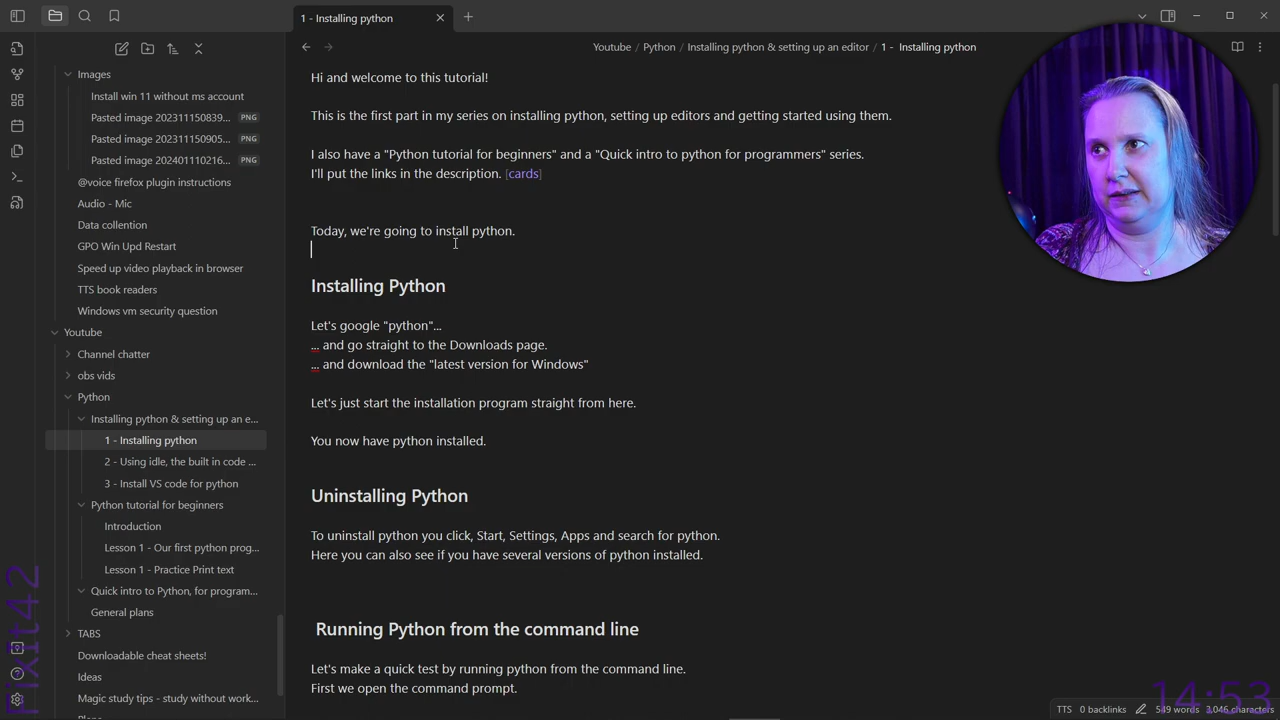 1 - Installing python
Youtube / Python / Installing python & setting up an editor / 1 - Installing python
Images
Install win 11 without ms account
Pasted image 202311150839... PNG
Pasted image 202311150905... PNG
Pasted image 202401110216... PNG
@voice firefox plugin instructions
Audio - Mic
Data collection
GPO Win Upd Restart
Speed up video playback in browser
TTS book readers
Windows vm security question
Youtube
Channel chatter
obs vids
Python
Installing python & setting up an e...
1 - Installing python
2 - Using idle, the built in code ...
3 - Install VS code for python
Python tutorial for beginners
Introduction
Lesson 1 - Our first python prog...
Lesson 1 - Practice Print text
Quick intro to Python, for program...
General plans
TABS
Downloadable cheat sheets!
Ideas
Magic study tips - study without work...
Hi and welcome to this tutorial!
This is the first part in my series on installing python, setting up editors and getting started using them.
I also have a "Python tutorial for beginners" and a "Quick intro to python for programmers" series.
I'll put the links in the description. [cards]
Today, we're going to install python.
Installing Python
Let's google "python"...
... and go straight to the Downloads page.
... and download the "latest version for Windows"
Let's just start the installation program straight from here.
You now have python installed.
Uninstalling Python
To uninstall python you click, Start, Settings, Apps and search for python.
Here you can also see if you have several versions of python installed.
Running Python from the command line
Let's make a quick test by running python from the command line.
First we open the command prompt.
TTS 0 backlinks 549 words 3,046 characters
Fixit42
14:53